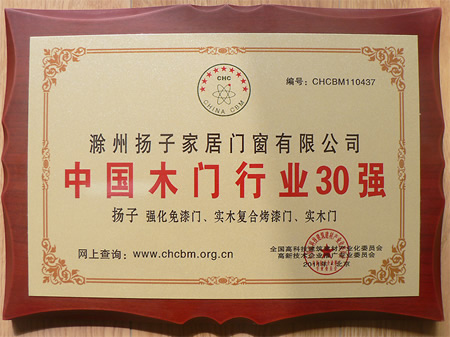 CHC
CHINA CBM
编号：CHCBM110437
滁州扬子家居门窗有限公司
中国木门行业30强
扬子 强化免漆门、实木复合烤漆门、实木门
网上查询：www.chcbm.org.cn
全国高科技建筑建材产业化委员会
高新技术企业推广专业委员会